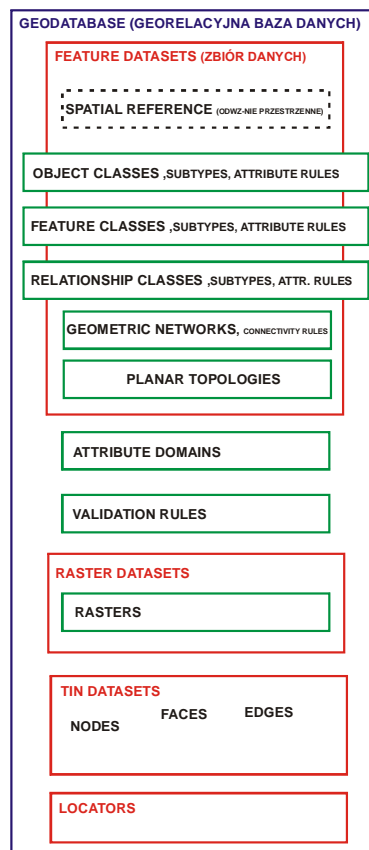 GEODATABASE (GEORELACYJNA BAZA DANYCH)
FEATURE DATASETS (ZBIÓR DANYCH)
SPATIAL REFERENCE (ODWZ-NIE PRZESTRZENNE)
OBJECT CLASSES ,SUBTYPES, ATTRIBUTE RULES
FEATURE CLASSES ,SUBTYPES, ATTRIBUTE RULES
RELATIONSHIP CLASSES ,SUBTYPES, ATTR. RULES
GEOMETRIC NETWORKS, CONNECTIVITY RULES
PLANAR TOPOLOGIES
ATTRIBUTE DOMAINS
VALIDATION RULES
RASTER DATASETS
RASTERS
TIN DATASETS
NODES FACES EDGES
LOCATORS